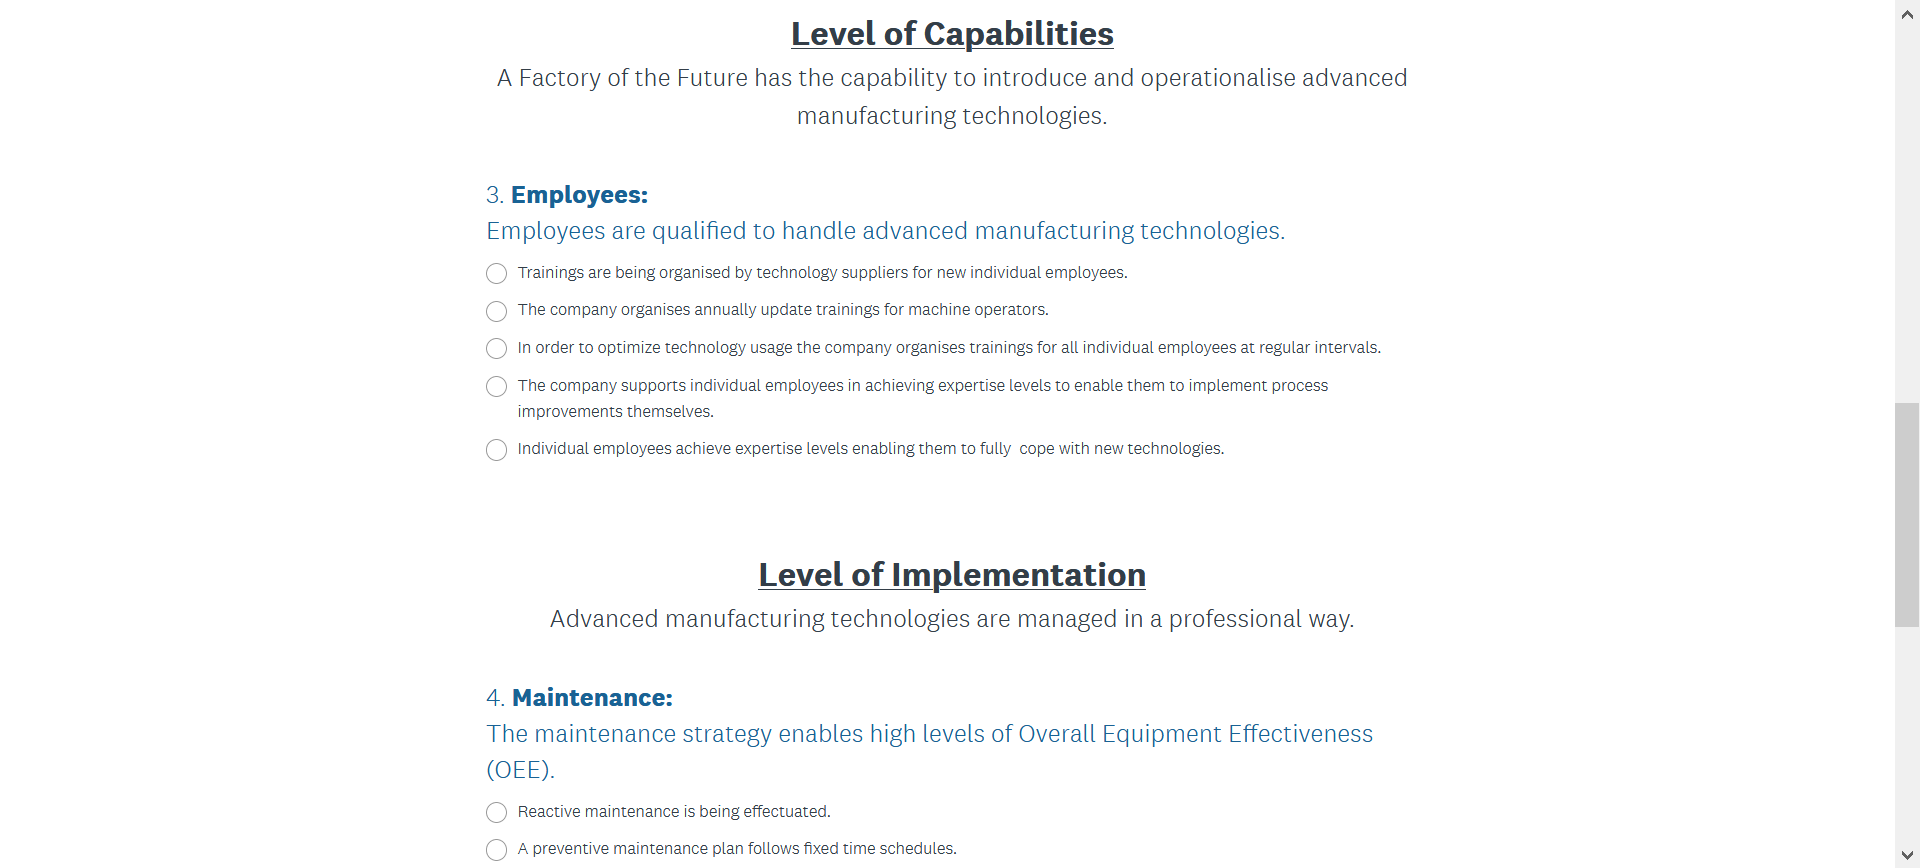 Level of Capabilities
A Factory of the Future has the capability to introduce and operationalise advanced
manufacturing technologies.
3. Employees:
Employees are qualified to handle advanced manufacturing technologies.
Trainings are being organised by technology suppliers for new individual employees.
The company organises annually update trainings for machine operators.
In order to optimize technology usage the company organises trainings for all individual employees at regular intervals.
The company supports individual employees in achieving expertise levels to enable them to implement process
improvements themselves.
Individual employees achieve expertise levels enabling them to fully  cope with new technologies.
Level of Implementation
Advanced manufacturing technologies are managed in a professional way.
4. Maintenance:
The maintenance strategy enables high levels of Overall Equipment Effectiveness
(OEE).
Reactive maintenance is being effectuated.
A preventive maintenance plan follows fixed time schedules.